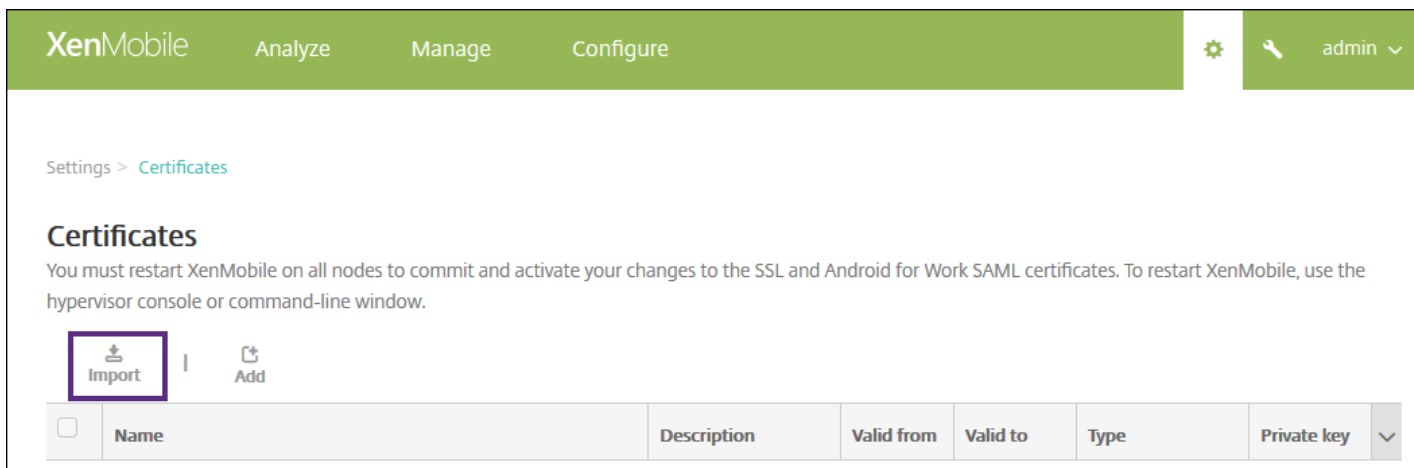 XenMobile Analyze Manage Configure admin
Settings > Certificates
Certificates
You must restart XenMobile on all nodes to commit and activate your changes to the SSL and Android for Work SAML certificates. To restart XenMobile, use the
hypervisor console or command-line window.
Import | Add
Name Description Valid from Valid to Type Private key